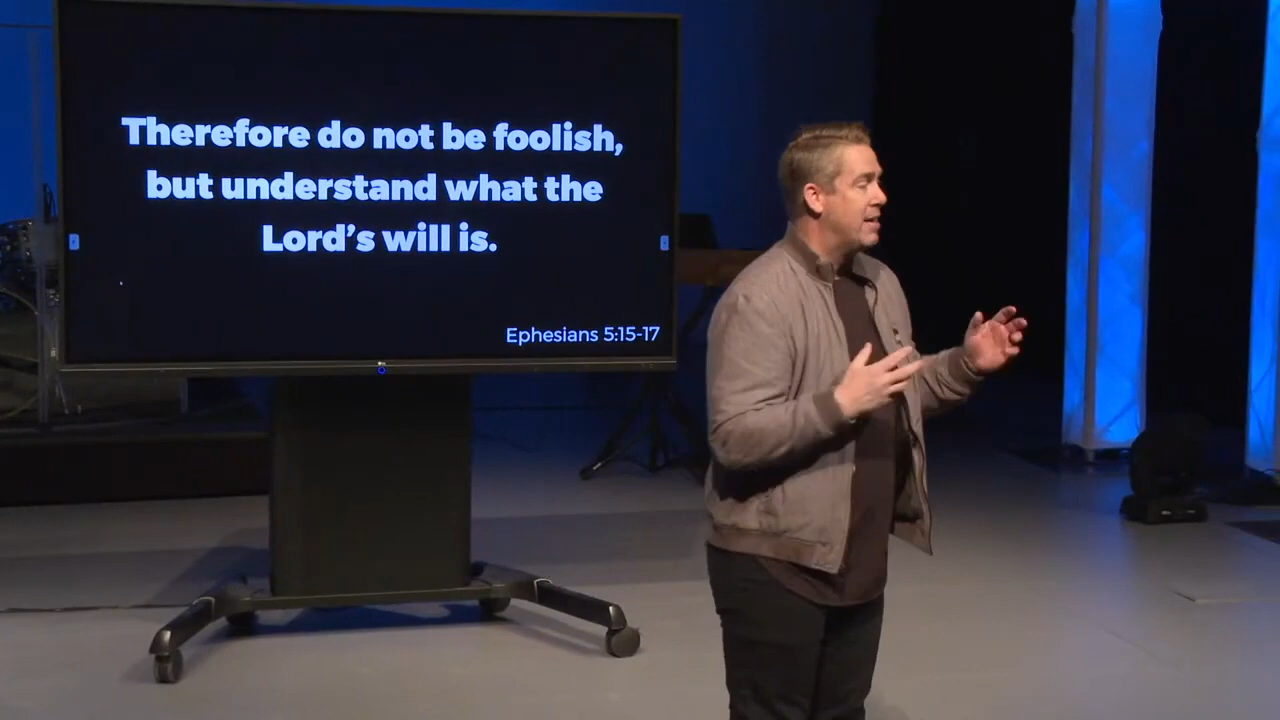 Therefore do not be foolish,
but understand what the
Lord's will is.
Ephesians 5:15-17